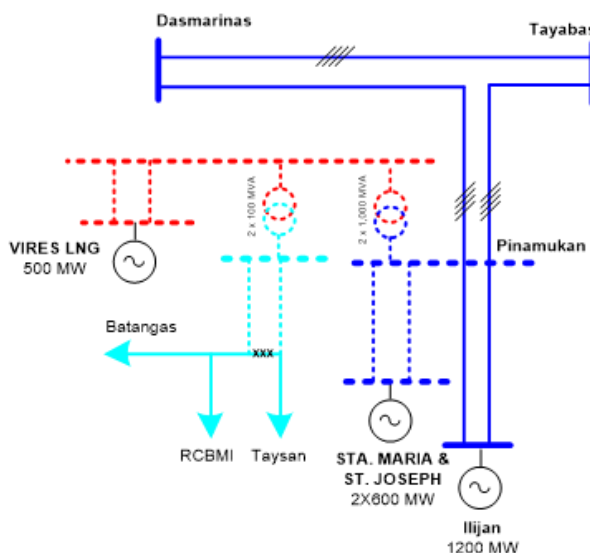 Dasmarinas
Tayabas
2 x 100 MVA
2 x 1,000 MVA
VIRES LNG
500 MW
Pinamukan
Batangas
xxx
RCBMI
Taysan
STA. MARIA &
ST. JOSEPH
2X600 MW
Ilijan
1200 MW